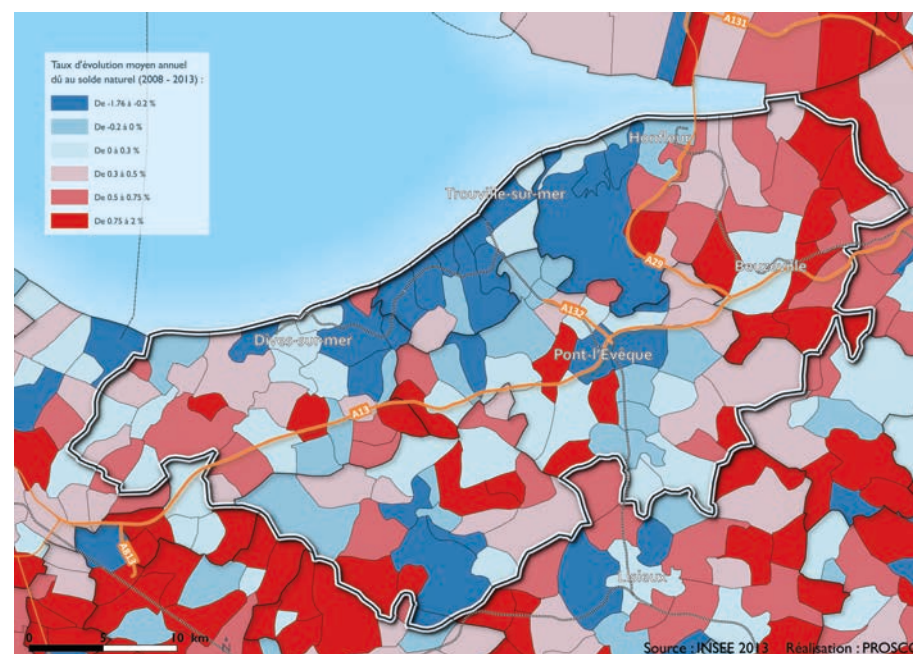 Taux d'évolution moyen annuel
dû au solde naturel (2008 - 2013) :
De -1.76 à -0.2 %
De -0.2 à 0 %
De 0 à 0.3 %
De 0.3 à 0.5 %
De 0.5 à 0.75 %
De 0.75 à 2 %
A131
Honfleur
Trouville-sur-mer
A29
Beuzeville
A132
Dives-sur-mer
Pont-l'Évêque
A13
A813
Lisieux
0 5 10 km
N
Source : INSEE 2013 Réalisation : PROSCO